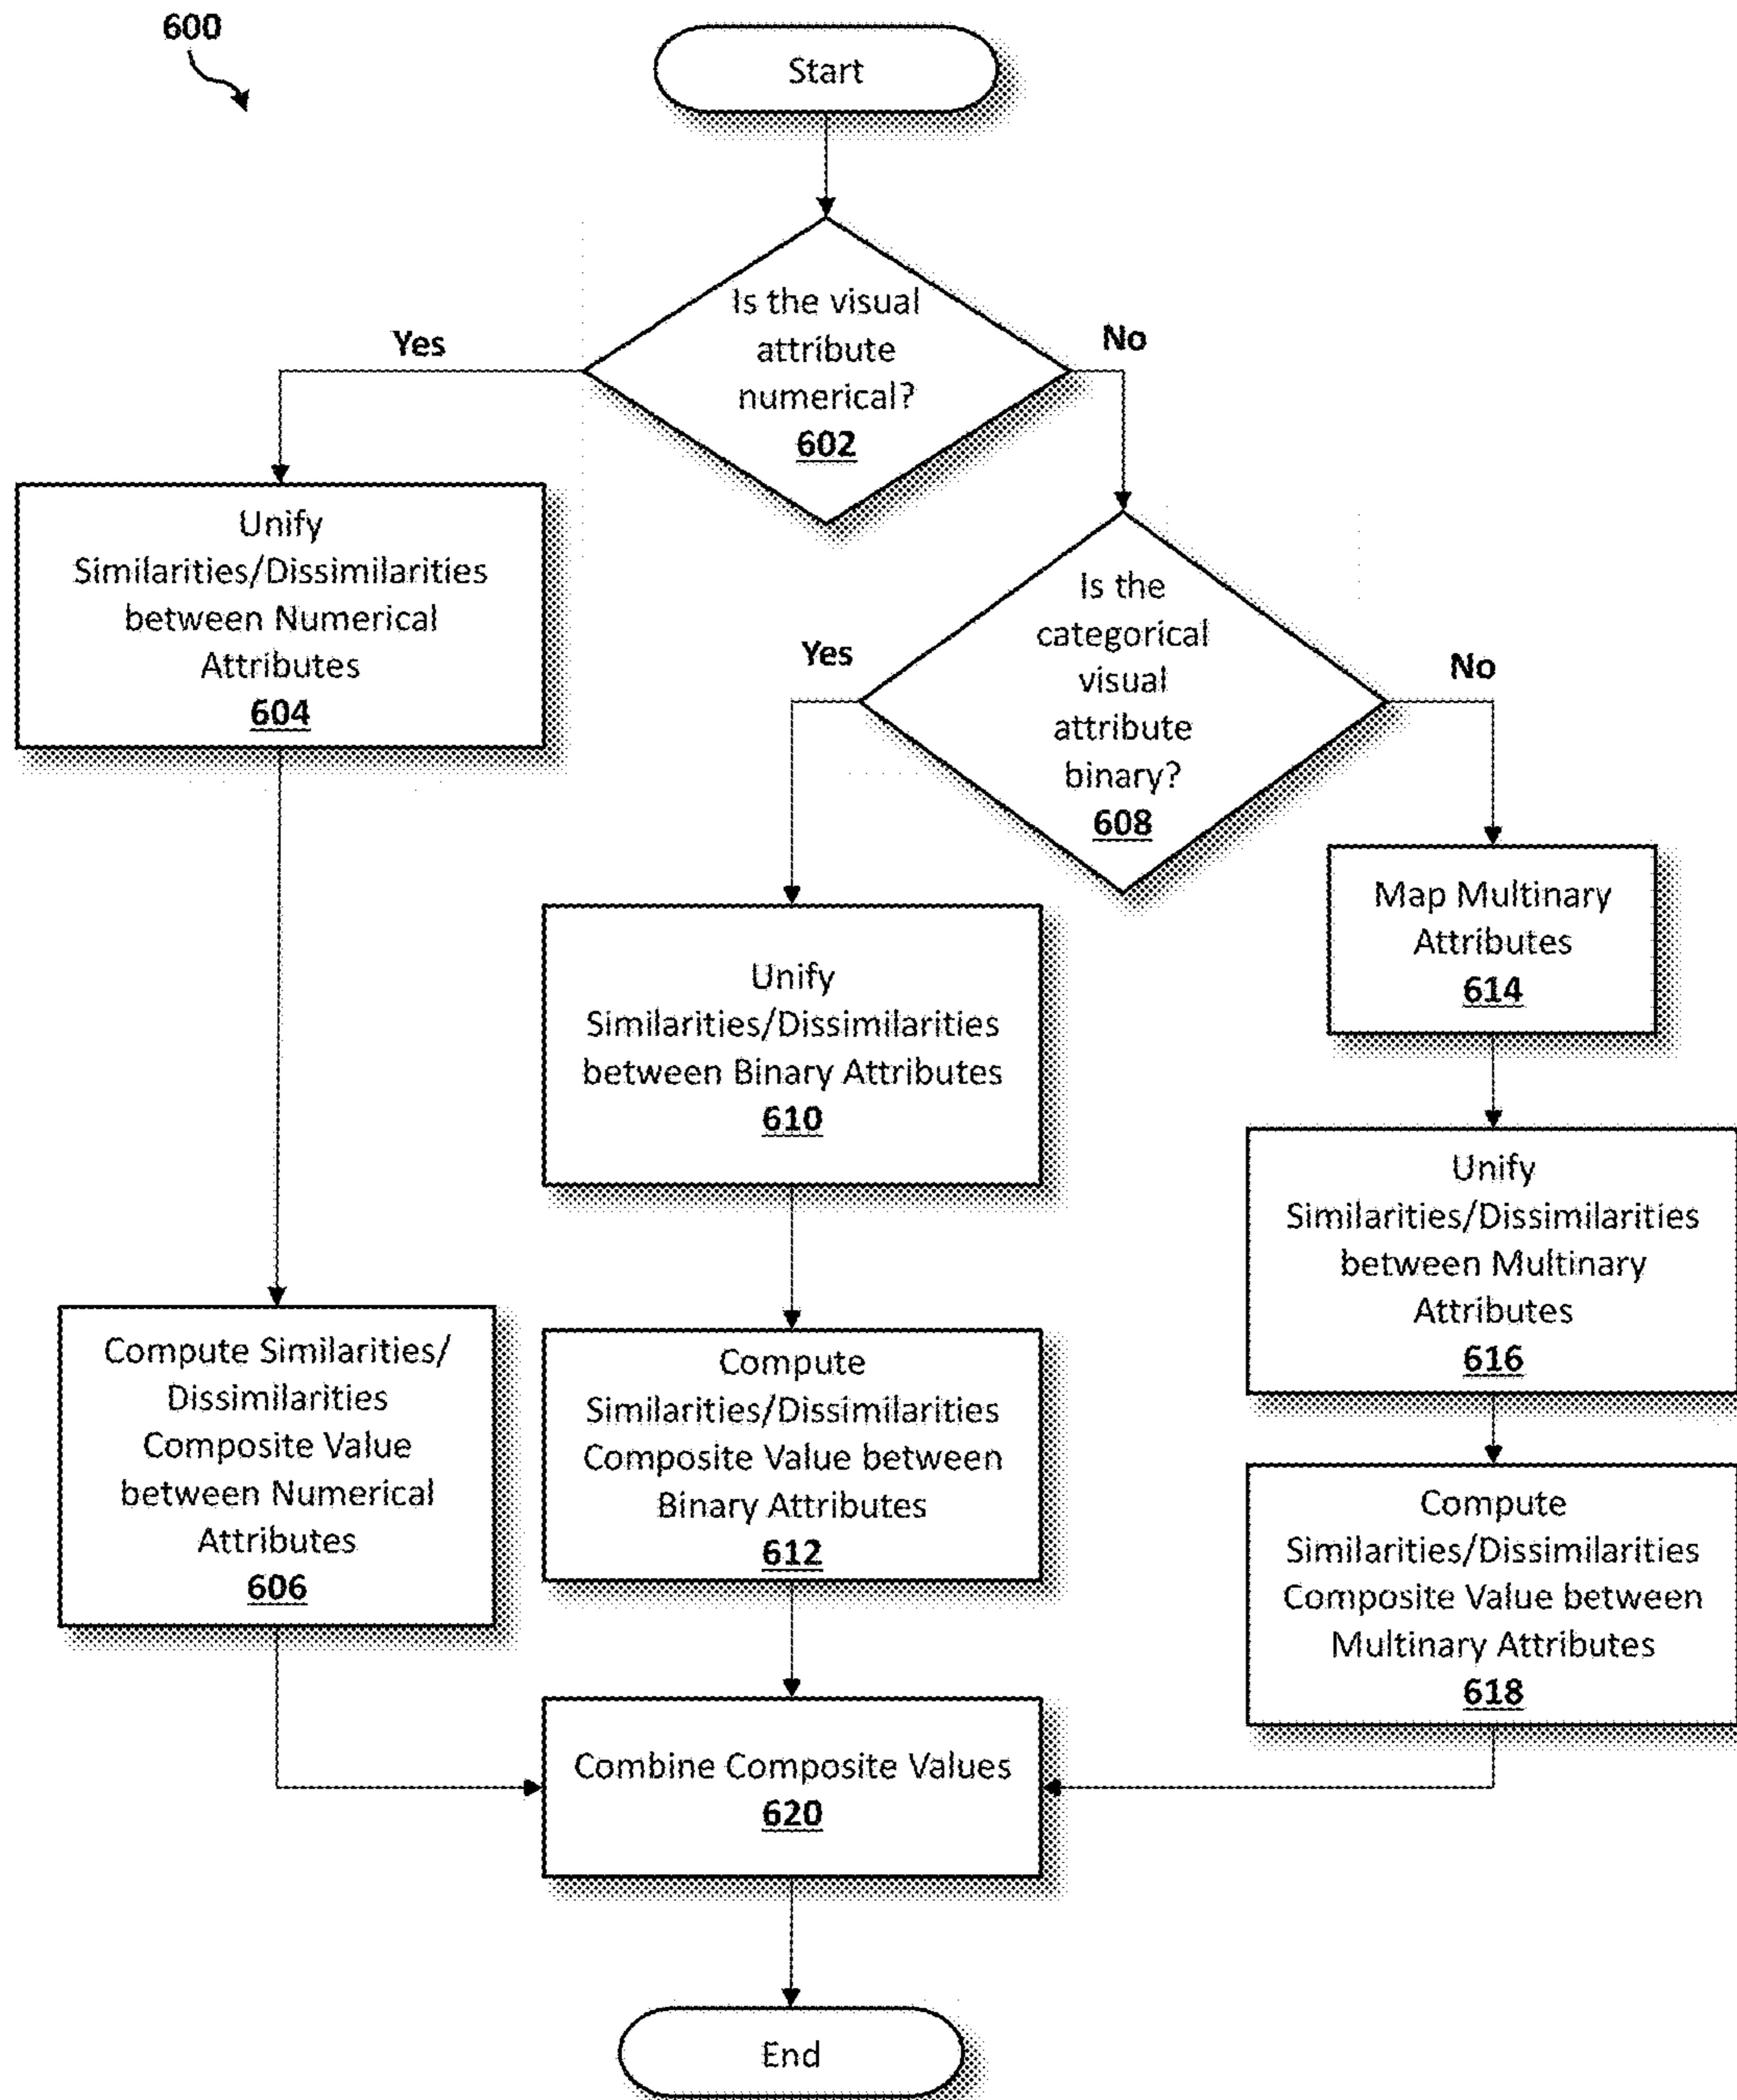 600
Start
Is the visual
attribute
numerical?
602
Yes
No
Unify
Similarities/Dissimilarities
between Numerical
Attributes
604
Is the
categorical
visual
attribute
binary?
608
Yes
No
Map Multinary
Attributes
614
Unify
Similarities/Dissimilarities
between Binary Attributes
610
Unify
Similarities/Dissimilarities
between Multinary
Attributes
616
Compute Similarities/
Dissimilarities
Composite Value
between Numerical
Attributes
606
Compute
Similarities/Dissimilarities
Composite Value between
Binary Attributes
612
Compute
Similarities/Dissimilarities
Composite Value between
Multinary Attributes
618
Combine Composite Values
620
End